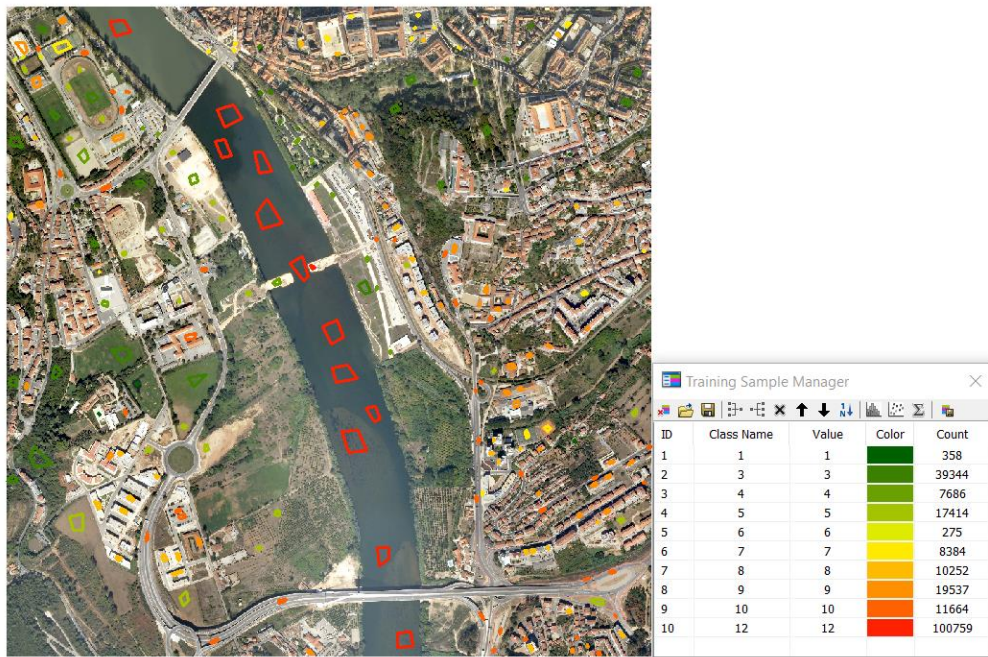 Training Sample Manager
ID Class Name Value Color Count
1 1 1 358
2 3 3 39344
3 4 4 7686
4 5 5 17414
5 6 6 275
6 7 7 8384
7 8 8 10252
8 9 9 19537
9 10 10 11664
10 12 12 100759